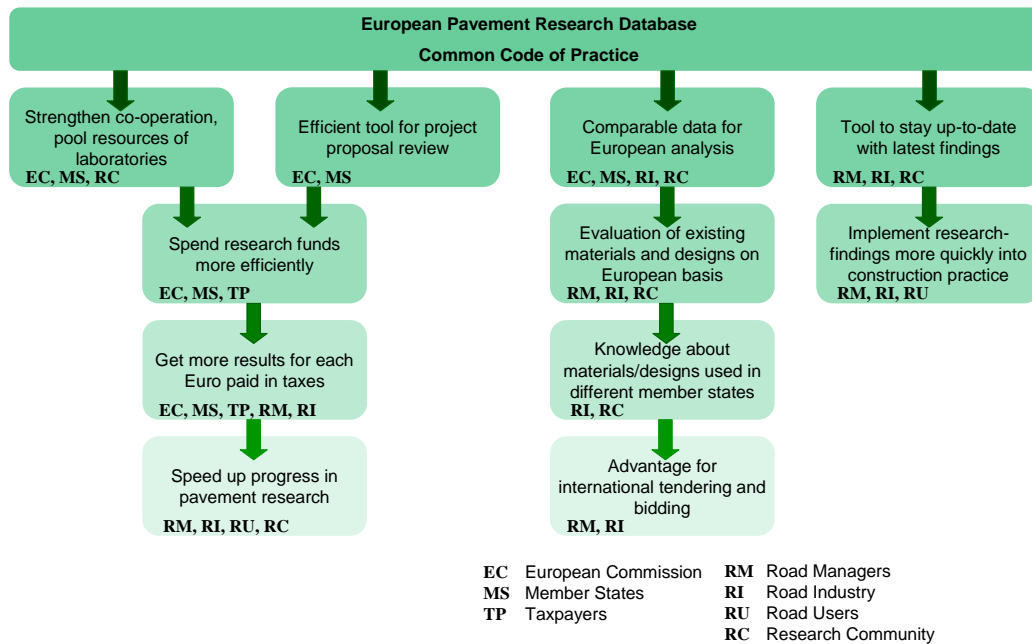 European Pavement Research Database
Common Code of Practice
Strengthen co-operation,
pool resources of
laboratories
EC, MS, RC
Efficient tool for project
proposal review
EC, MS
Comparable data for
European analysis
EC, MS, RI, RC
Tool to stay up-to-date
with latest findings
RM, RI, RC
Spend research funds
more efficiently
EC, MS, TP
Evaluation of existing
materials and designs on
European basis
RM, RI, RC
Implement research-
findings more quickly into
construction practice
RM, RI, RU
Get more results for each
Euro paid in taxes
EC, MS, TP, RM, RI
Knowledge about
materials/designs used in
different member states
RI, RC
Speed up progress in
pavement research
RM, RI, RU, RC
Advantage for
international tendering and
bidding
RM, RI
EC European Commission
MS Member States
TP Taxpayers
RM Road Managers
RI Road Industry
RU Road Users
RC Research Community